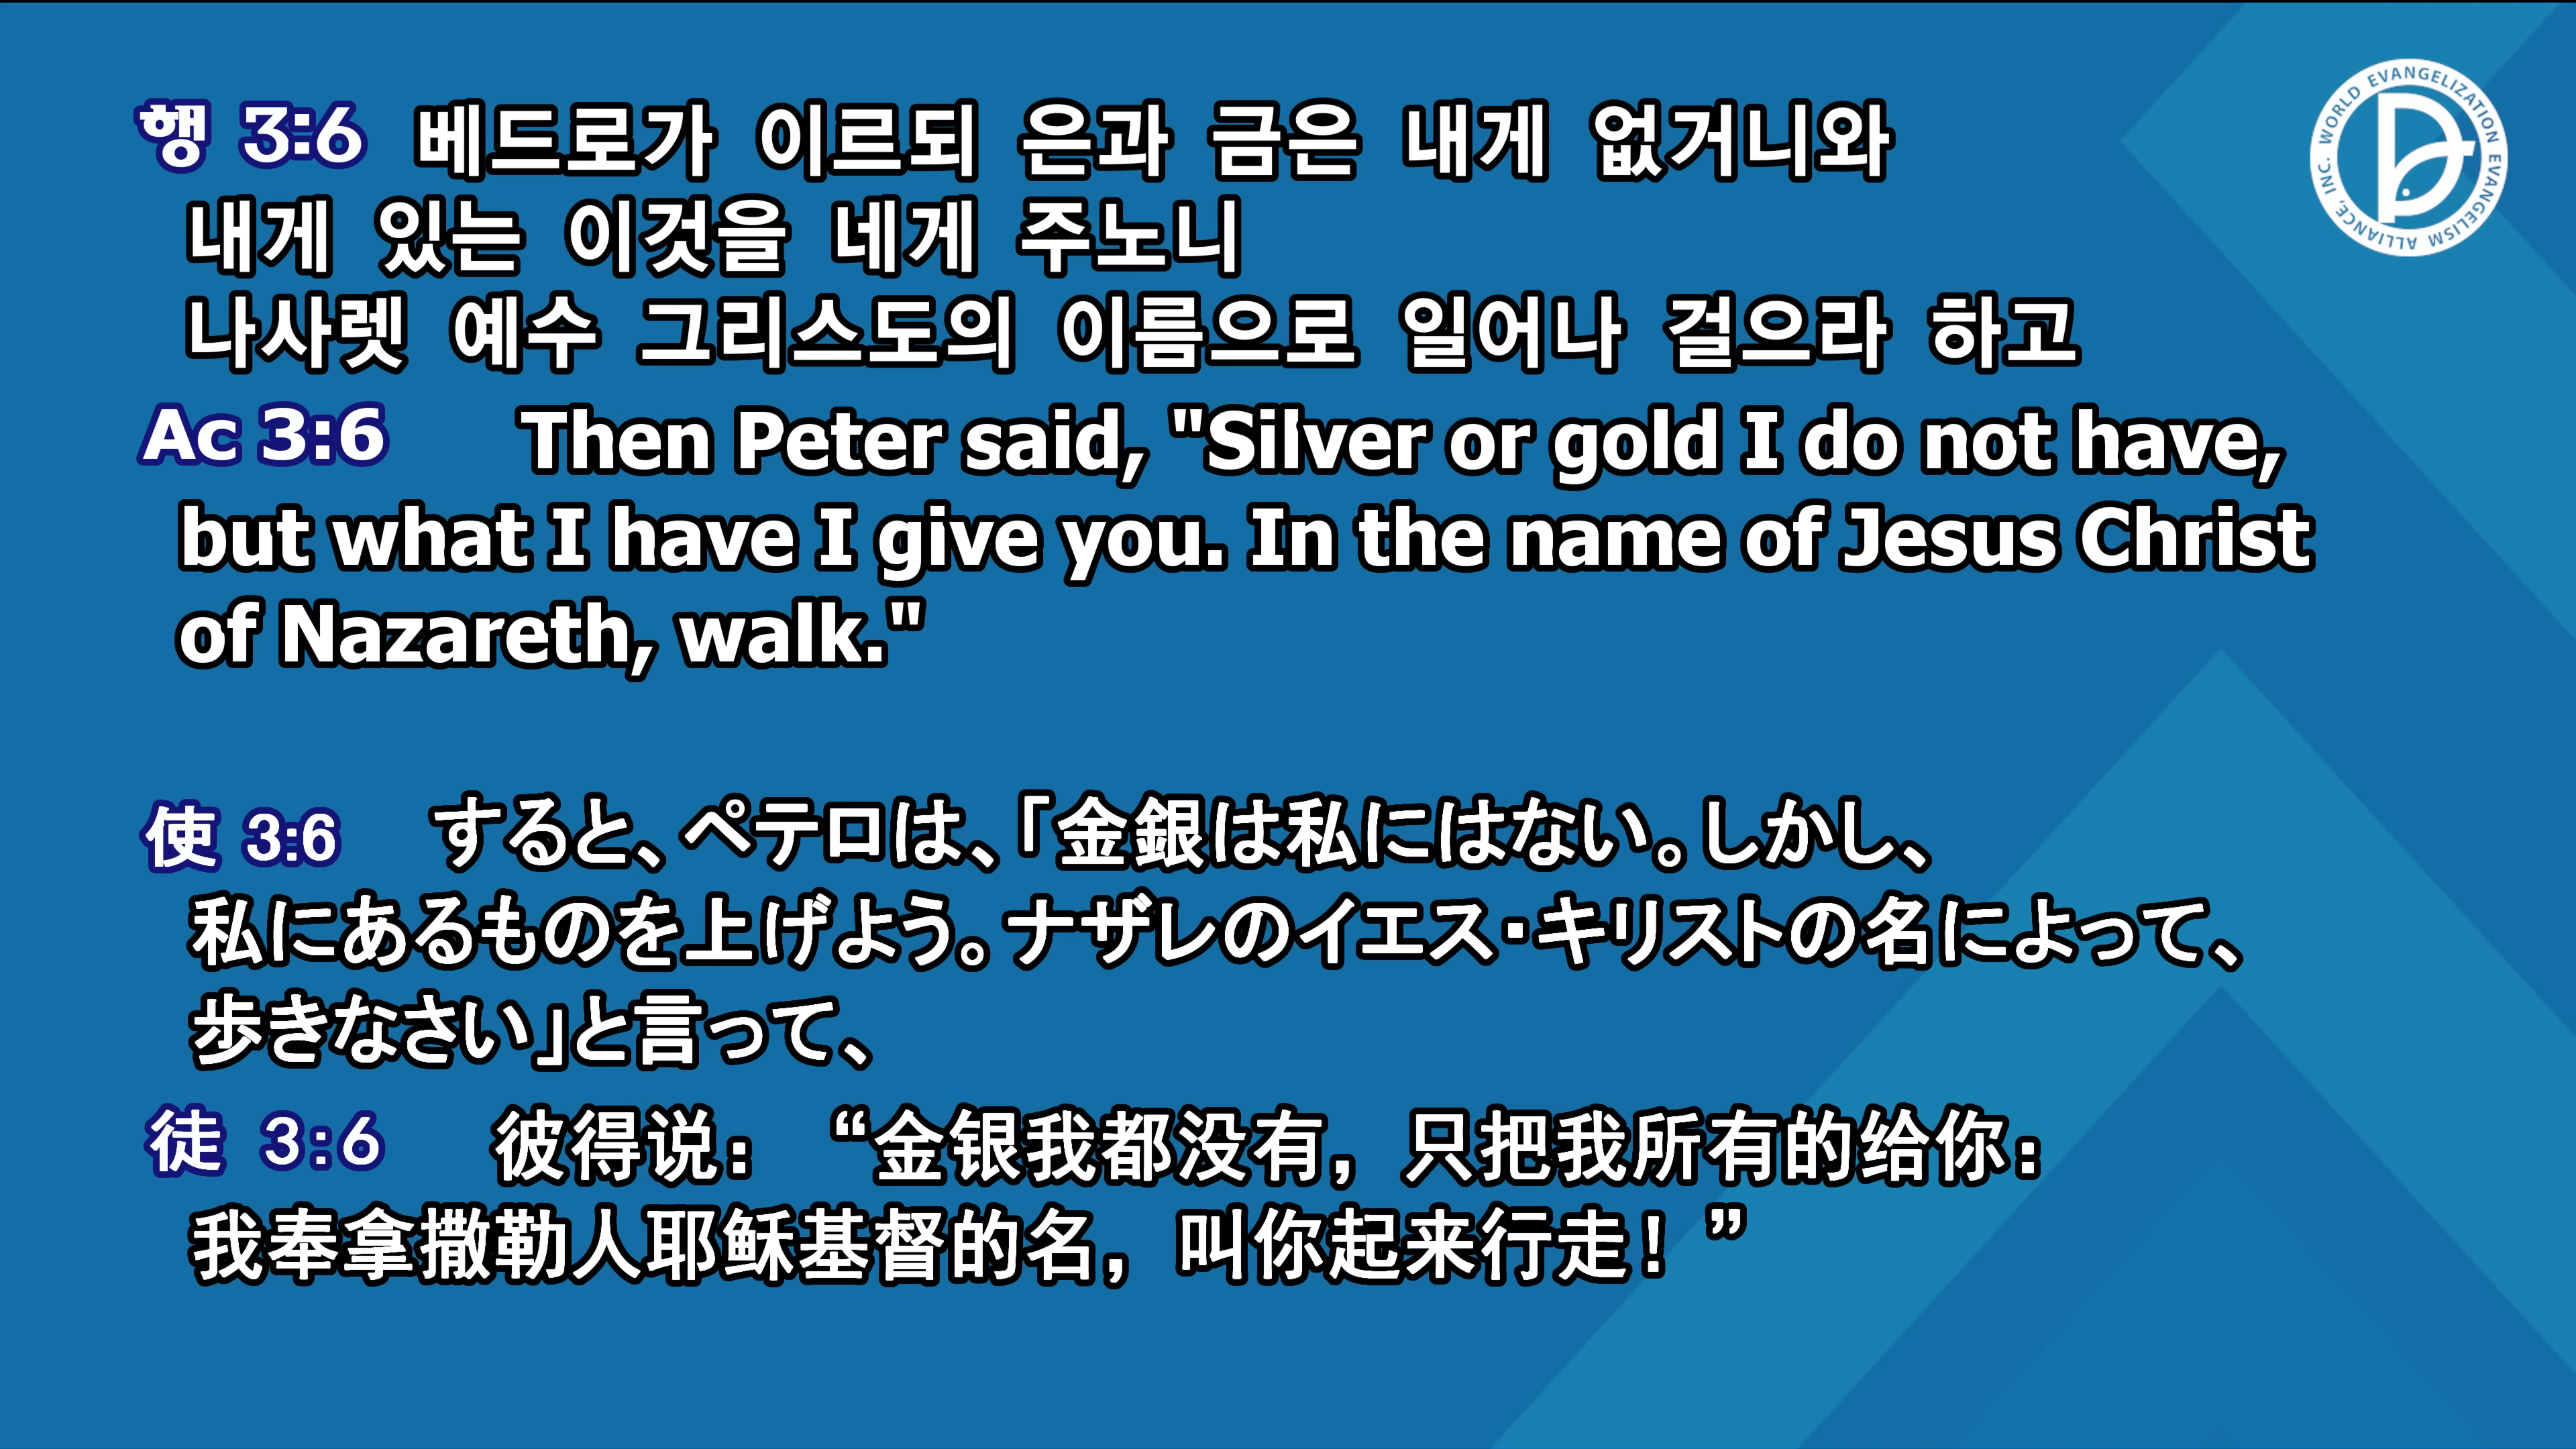 행 3:6 베드로가 이르되 은과 금은 내게 없거니와
내게 있는 이것을 네게 주노니
나사렛 예수 그리스도의 이름으로 일어나 걸으라 하고
Ac 3:6 Then Peter said, "Silver or gold I do not have,
but what I have I give you. In the name of Jesus Christ
of Nazareth, walk."
使 3:6 すると、ペテロは、「金銀は私にはない。しかし、
私にあるものを上げよう。ナザレのイエス・キリストの名によって、
歩きなさい」と言って、
徒 3:6 彼得说：“金银我都没有，只把我所有的给你：
我奉拿撒勒人耶稣基督的名，叫你起来行走！”
WORLD EVANGELIZATION EVANGELISM ALLIANCE, INC.